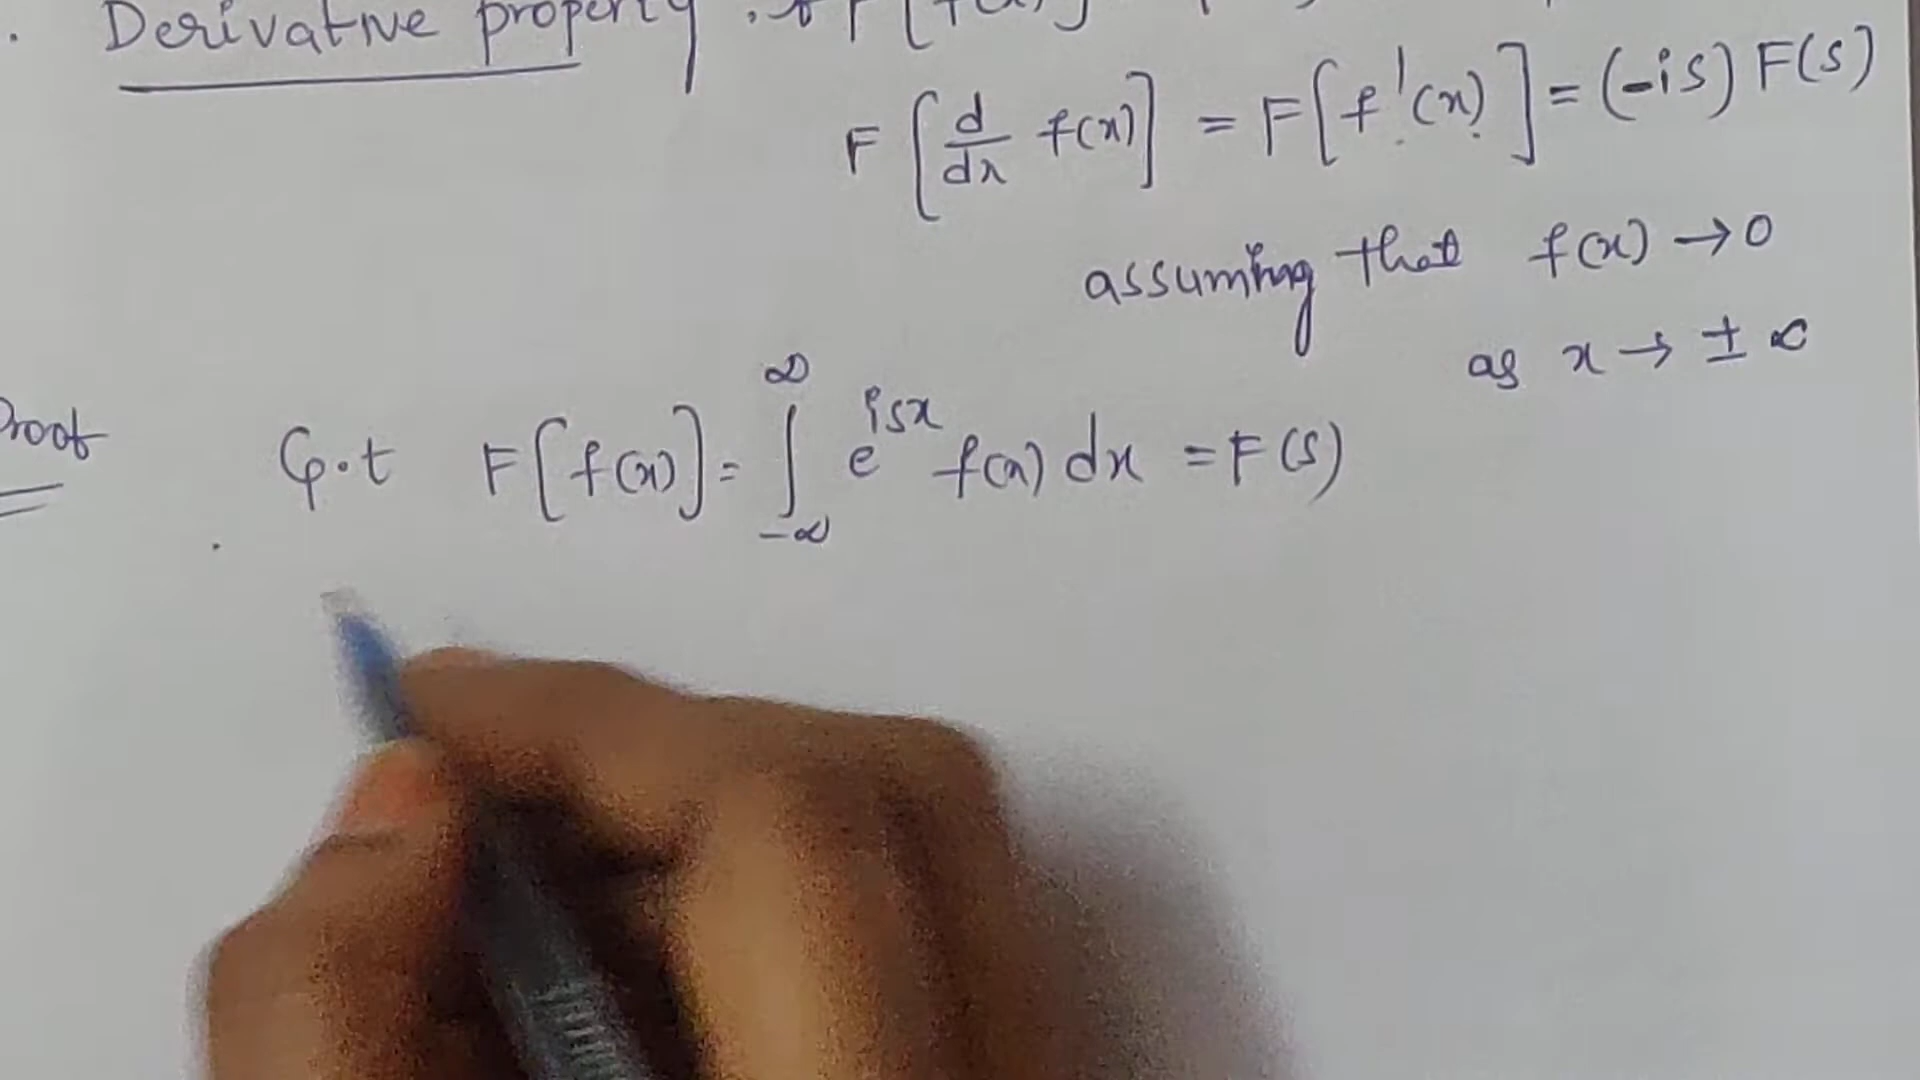 . Derivative property .
F [ d/dx f(x) ] = F [ f'(x) ] = (-is) F(s)
assuming that f(x) → 0
as x → ± ∞
Proof G.t F [ f(x) ] = ∫_{-∞}^{∞} e^{isx} f(x) dx = F(s)